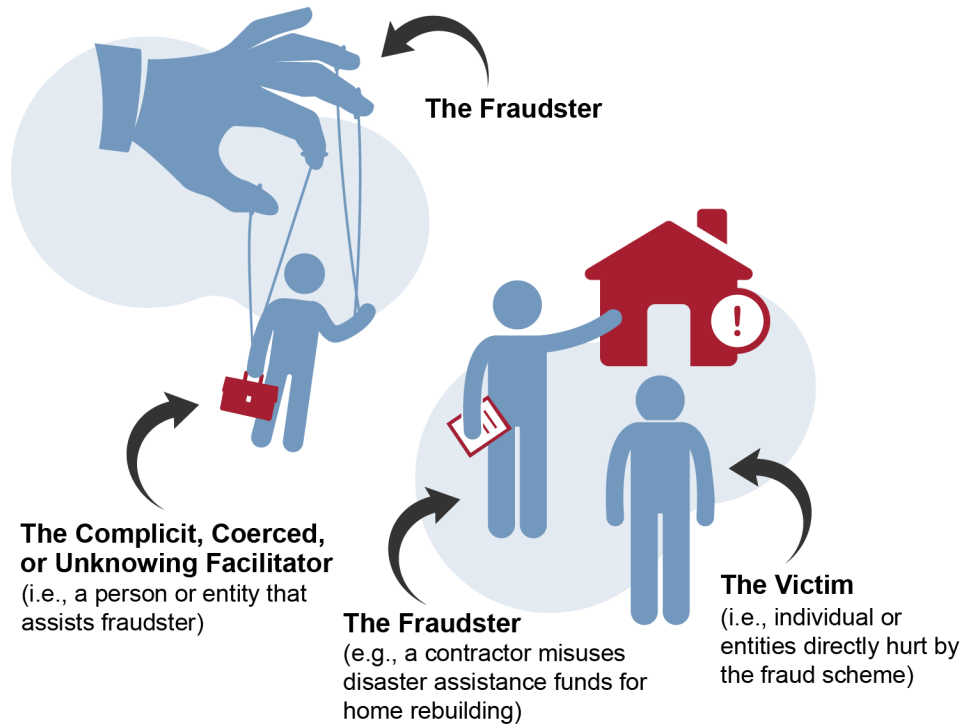 The Fraudster
The Complicit, Coerced,
or Unknowing Facilitator
(i.e., a person or entity that
assists fraudster)
The Fraudster
(e.g., a contractor misuses
disaster assistance funds for
home rebuilding)
The Victim
(i.e., individual or
entities directly hurt by
the fraud scheme)
!